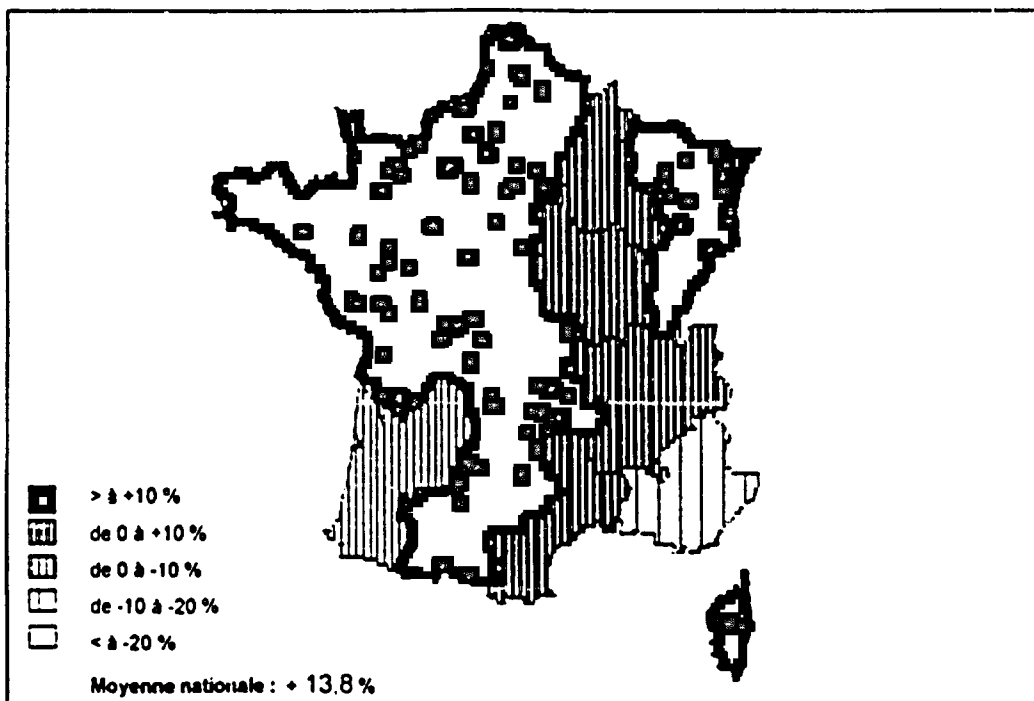 > à +10 %
de 0 à +10 %
de 0 à -10 %
de -10 à -20 %
< à -20 %
Moyenne nationale : + 13,8 %